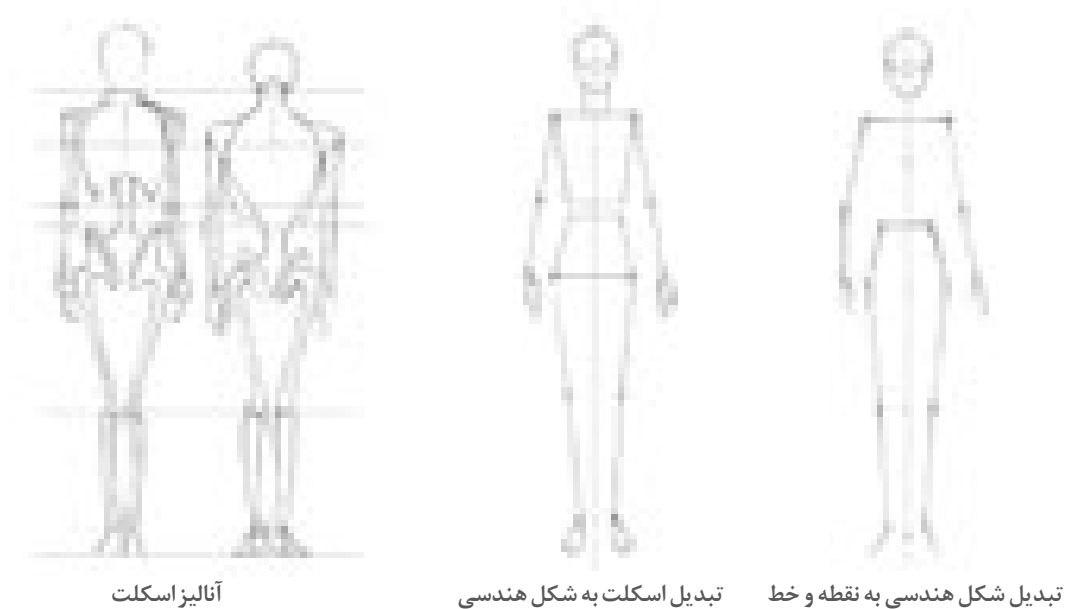 تبدیل شکل هندسی به نقطه و خط
تبدیل اسکلت به شکل هندسی
آنالیز اسکلت